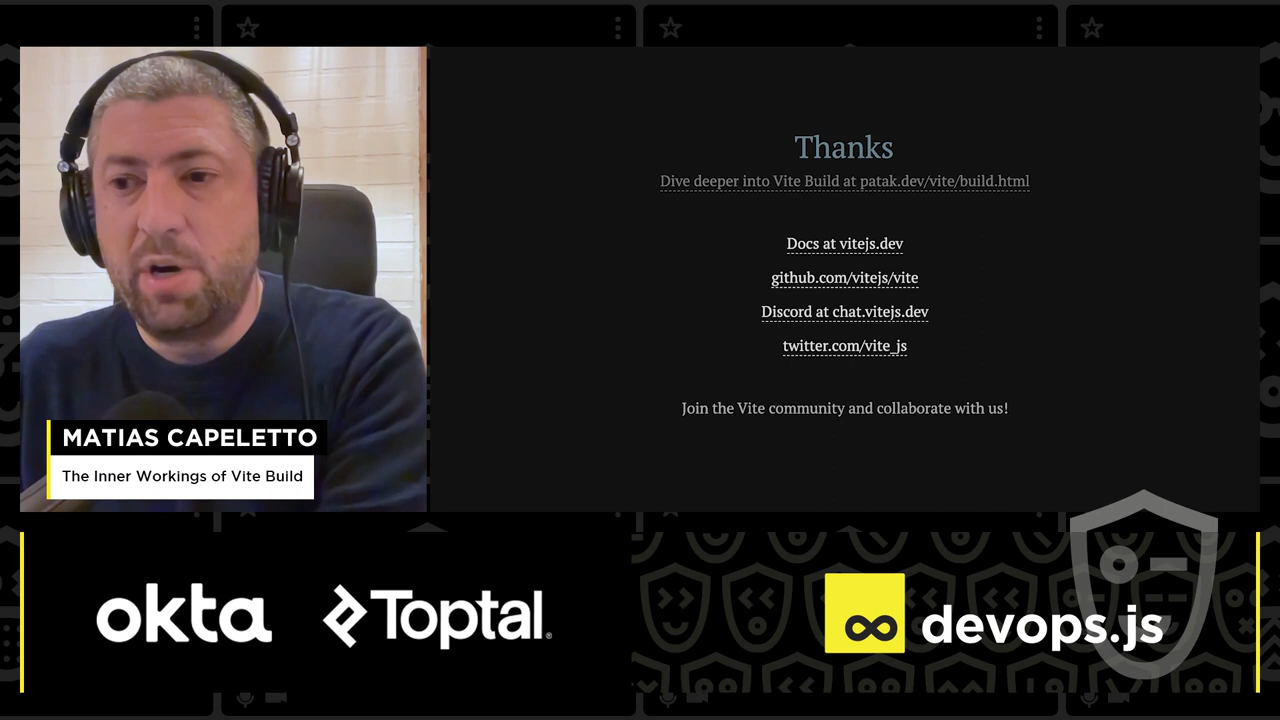 Thanks
Dive deeper into Vite Build at patak.dev/vite/build.html
Docs at vitejs.dev
github.com/vitejs/vite
Discord at chat.vitejs.dev
twitter.com/vite_js
Join the Vite community and collaborate with us!
MATIAS CAPELETTO
The Inner Workings of Vite Build
okta
Toptal®
devops.js